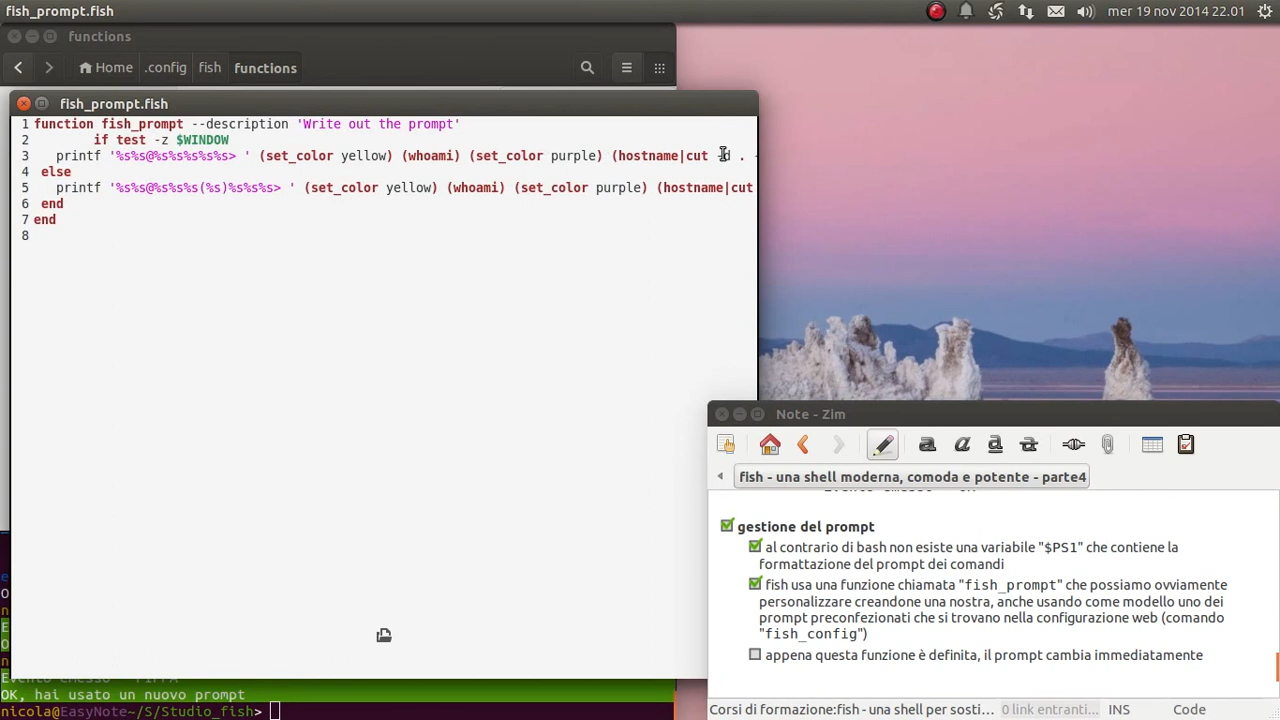 fish_prompt.fish
mer 19 nov 2014 22.01
functions
Home .config fish functions
fish_prompt.fish
1 function fish_prompt --description 'Write out the prompt'
2 if test -z $WINDOW
3 printf '%s%s@%s%s%s%s%s> ' (set_color yellow) (whoami) (set_color purple) (hostname|cut -d . -
4 else
5 printf '%s%s@%s%s%s(%s)%s%s%s> ' (set_color yellow) (whoami) (set_color purple) (hostname|cut
6 end
7 end
8
Note - Zim
fish - una shell moderna, comoda e potente - parte4
gestione del prompt
al contrario di bash non esiste una variabile "$PS1" che contiene la
formattazione del prompt dei comandi
fish usa una funzione chiamata "fish_prompt" che possiamo ovviamente
personalizzare creandone una nostra, anche usando come modello uno dei
prompt preconfezionati che si trovano nella configurazione web (comando
"fish_config")
appena questa funzione è definita, il prompt cambia immediatamente
Corsi di formazione:fish - una shell per sosti... 0 link entranti... INS Code
OK, hai usato un nuovo prompt
nicola@EasyNote~/S/Studio_fish>